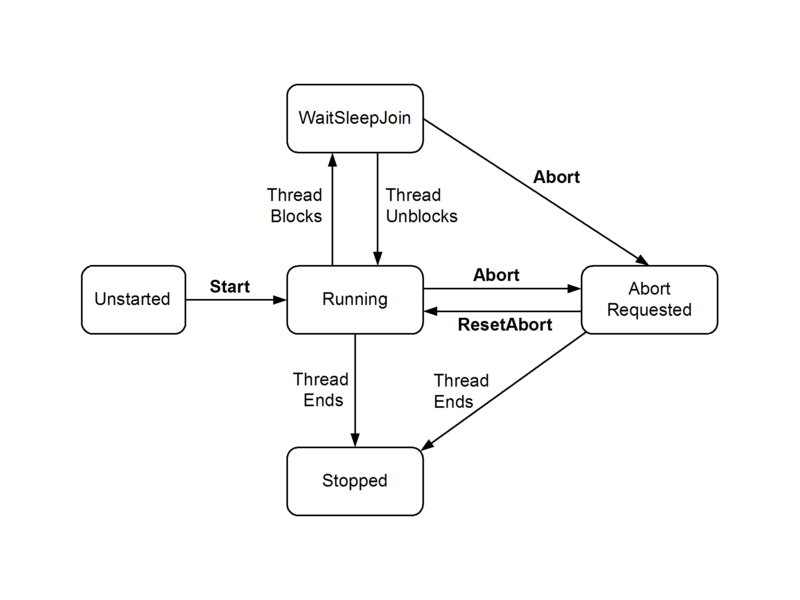 WaitSleepJoin
Abort
Thread
Blocks
Thread
Unblocks
Unstarted
Start
Running
Abort
ResetAbort
Abort
Requested
Thread
Ends
Thread
Ends
Stopped